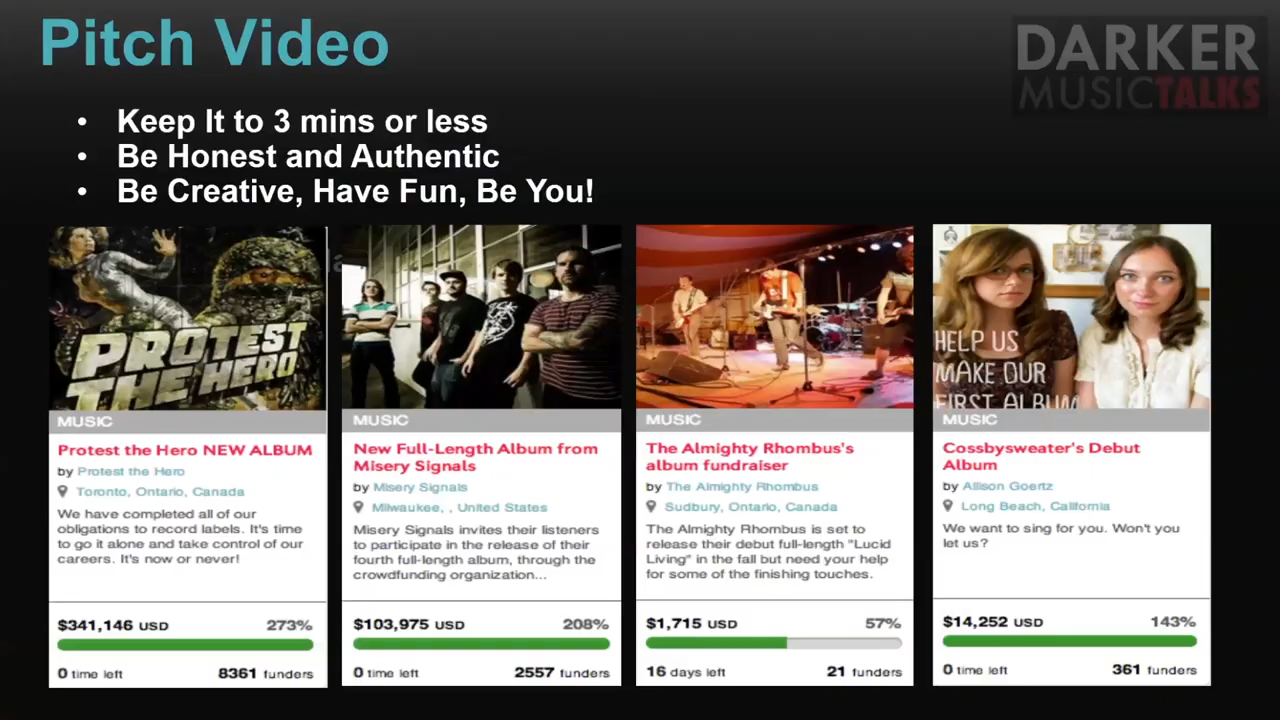 Pitch Video
DARKER
MUSICTALKS
• Keep It to 3 mins or less
• Be Honest and Authentic
• Be Creative, Have Fun, Be You!
PROTEST
THE HERO
MUSIC
Protest the Hero NEW ALBUM
by Protest the Hero
Toronto, Ontario, Canada
We have completed all of our
obligations to record labels. It's time
to go it alone and take control of our
careers. It's now or never!
$341,146 USD 273%
0 time left 8361 funders
MUSIC
New Full-Length Album from
Misery Signals
by Misery Signals
Milwaukee, , United States
Misery Signals invites their listeners
to participate in the release of their
fourth full-length album, through the
crowdfunding organization...
$103,975 USD 208%
0 time left 2557 funders
MUSIC
The Almighty Rhombus's
album fundraiser
by The Almighty Rhombus
Sudbury, Ontario, Canada
The Almighty Rhombus is set to
release their debut full-length "Lucid
Living" in the fall but need your help
for some of the finishing touches.
$1,715 USD 57%
16 days left 21 funders
HELP US
MAKE OUR
FIRST ALBUM
MUSIC
Cossbysweater's Debut
Album
by Allison Goertz
Long Beach, California
We want to sing for you. Won't you
let us?
$14,252 USD 143%
0 time left 361 funders